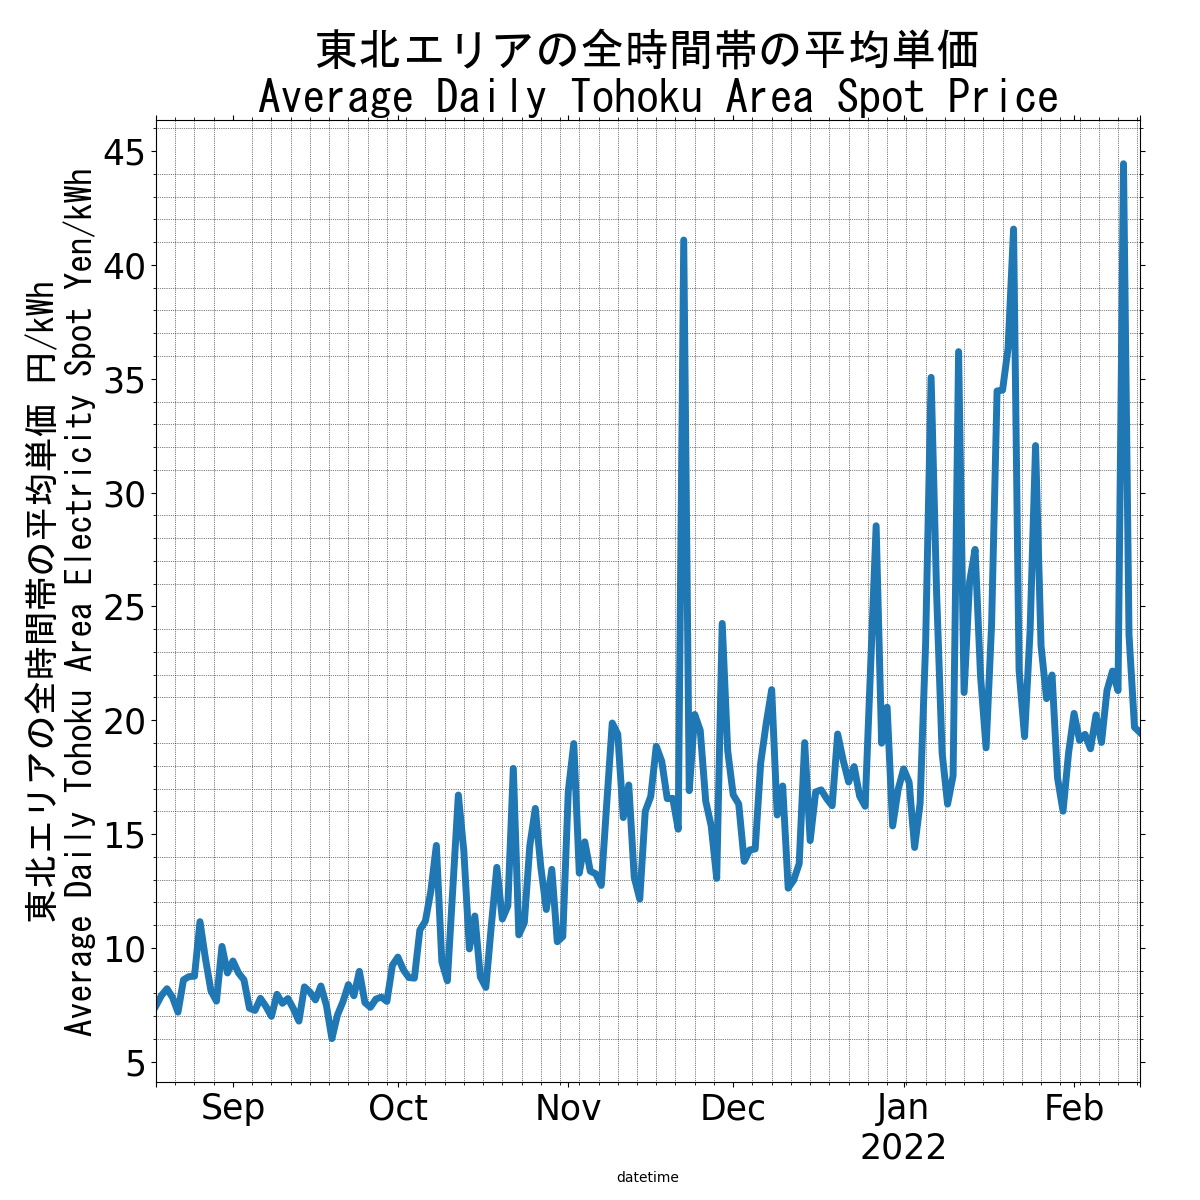 東北エリアの全時間帯の平均単価
Average Daily Tohoku Area Spot Price
東北エリアの全時間帯の平均単価 円/kWh
Average Daily Tohoku Area Electricity Spot Yen/kWh
45
40
35
30
25
20
15
10
5
Sep
Oct
Nov
Dec
Jan
2022
Feb
datetime